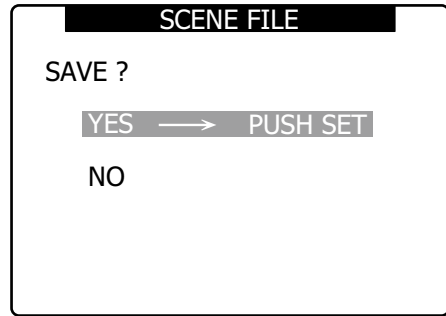 SCENE FILE
SAVE ?
YES → PUSH SET
NO